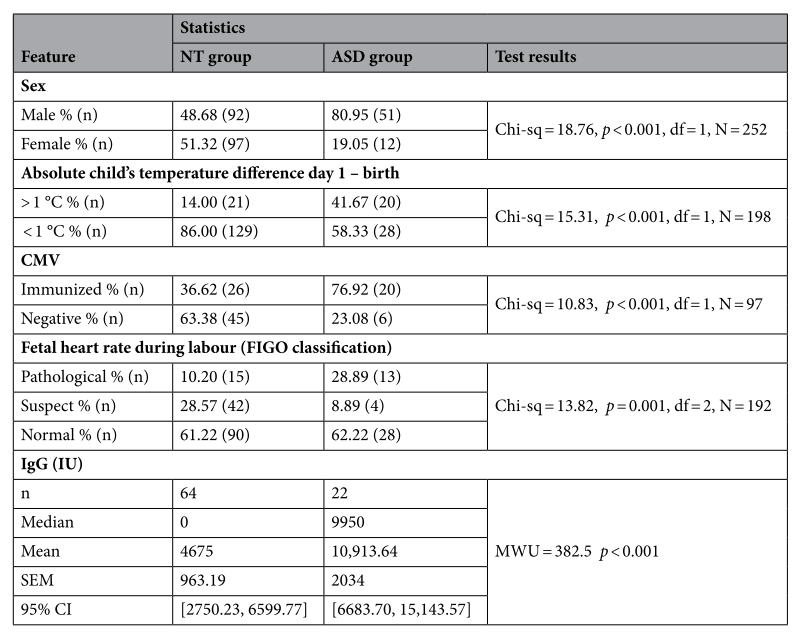 Statistics
Feature NT group ASD group Test results
Sex
Male % (n) 48.68 (92) 80.95 (51)
Chi-sq = 18.76, p < 0.001, df = 1, N = 252
Female % (n) 51.32 (97) 19.05 (12)
Absolute child's temperature difference day 1 – birth
> 1 °C % (n) 14.00 (21) 41.67 (20)
Chi-sq = 15.31, p < 0.001, df = 1, N = 198
< 1 °C % (n) 86.00 (129) 58.33 (28)
CMV
Immunized % (n) 36.62 (26) 76.92 (20)
Chi-sq = 10.83, p < 0.001, df = 1, N = 97
Negative % (n) 63.38 (45) 23.08 (6)
Fetal heart rate during labour (FIGO classification)
Pathological % (n) 10.20 (15) 28.89 (13)
Suspect % (n) 28.57 (42) 8.89 (4) Chi-sq = 13.82, p = 0.001, df = 2, N = 192
Normal % (n) 61.22 (90) 62.22 (28)
IgG (IU)
n 64 22
Median 0 9950
Mean 4675 10,913.64 MWU = 382.5 p < 0.001
SEM 963.19 2034
95% CI [2750.23, 6599.77] [6683.70, 15,143.57]